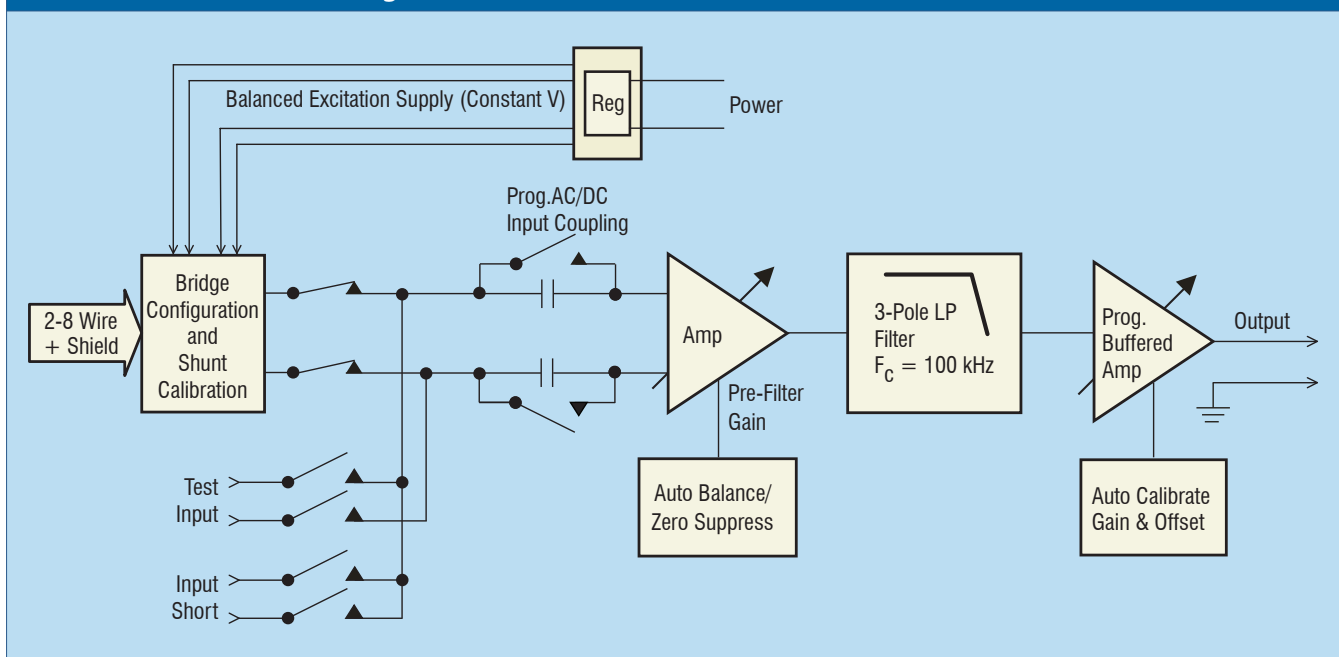 Balanced Excitation Supply (Constant V)
Reg
Power
Prog.AC/DC
Input Coupling
2-8 Wire
+ Shield
Bridge
Configuration
and
Shunt
Calibration
Amp
Pre-Filter
Gain
3-Pole LP
Filter
FC = 100 kHz
Prog.
Buffered
Amp
Output
Test
Input
Input
Short
Auto Balance/
Zero Suppress
Auto Calibrate
Gain & Offset